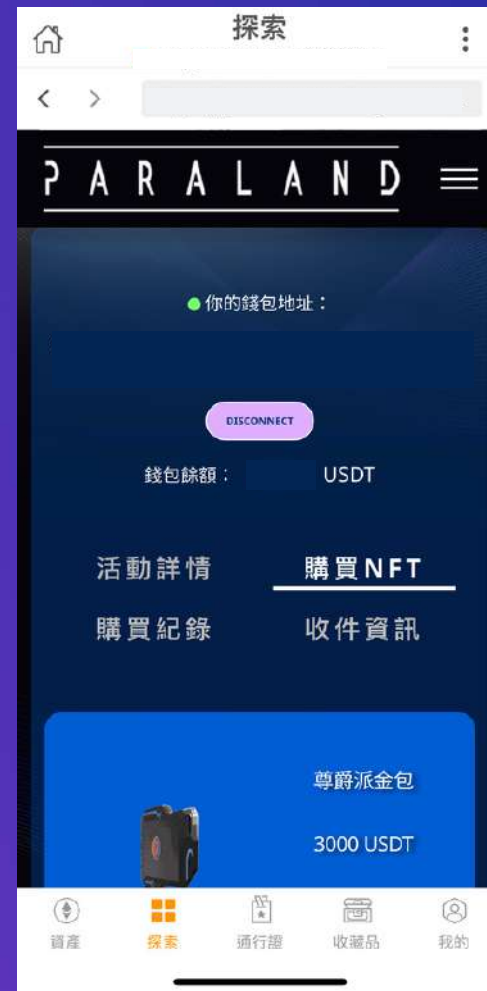 探索
PARALAND
你的錢包地址：
DISCONNECT
錢包餘額： USDT
活動詳情 購買NFT
購買紀錄 收件資訊
尊爵派金包
3000 USDT
資產 探索 通行證 收藏品 我的